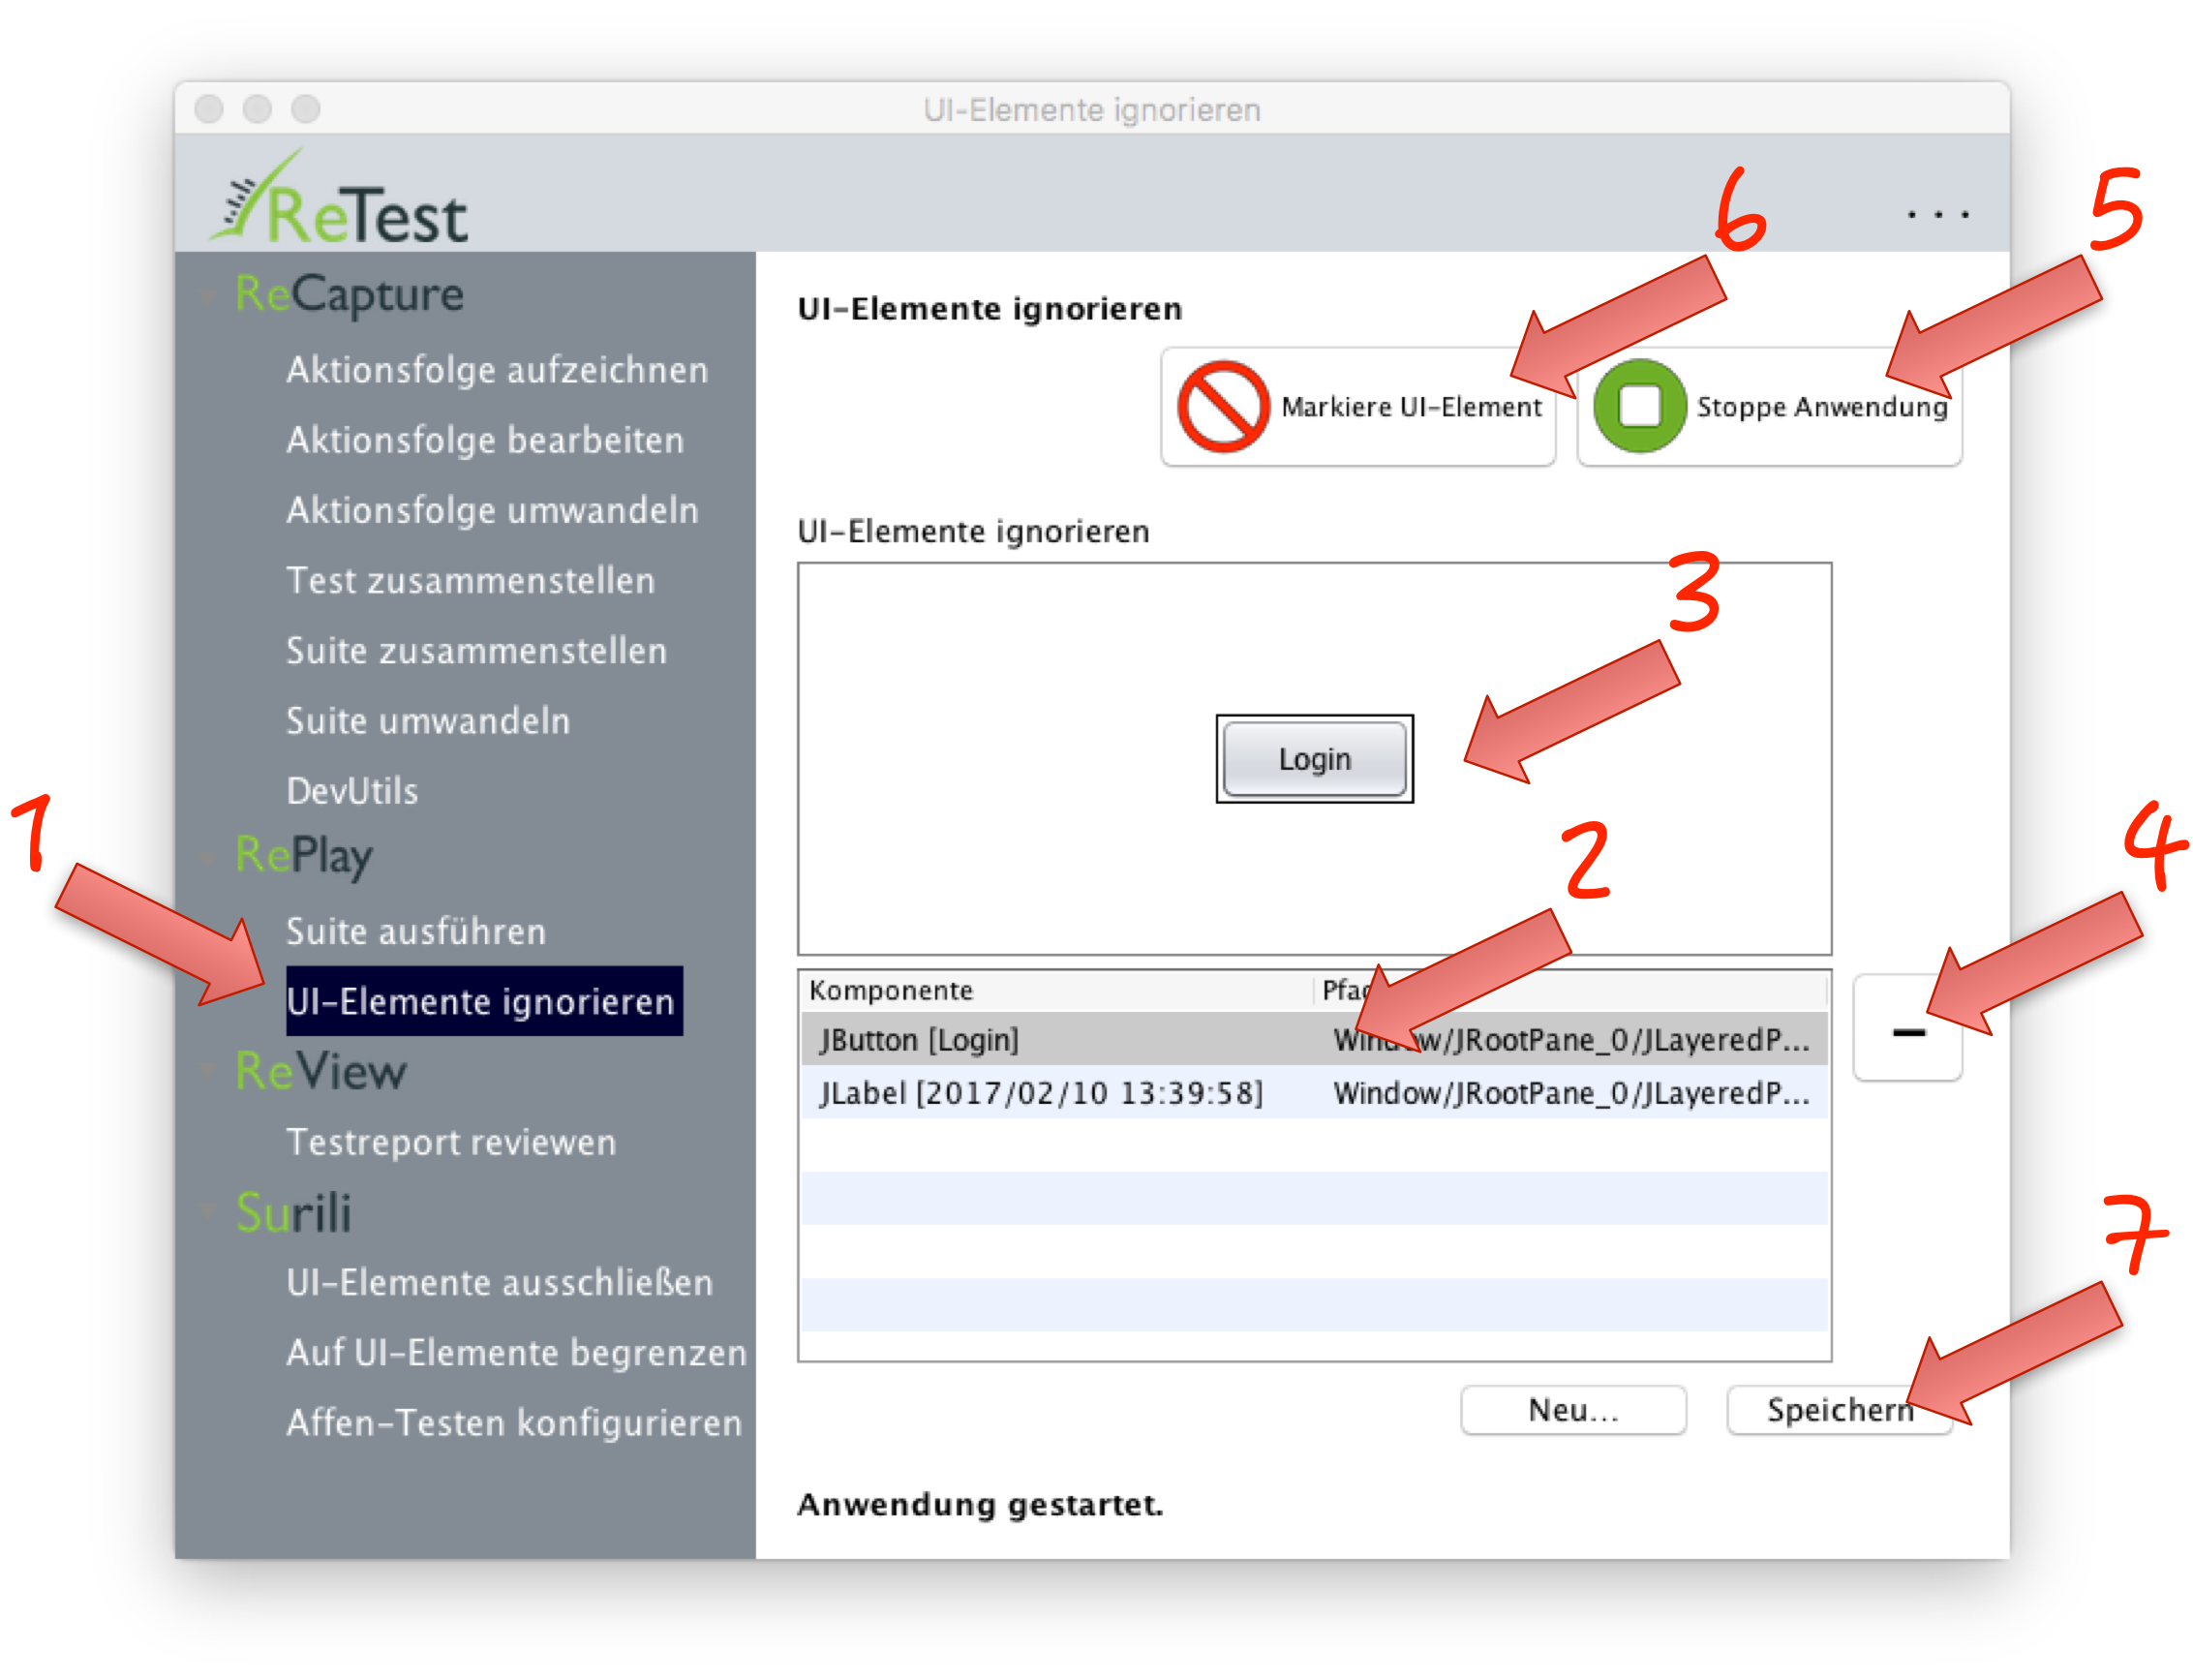 UI-Elemente ignorieren
ReTest
. . .
6
5
ReCapture
Aktionsfolge aufzeichnen
Aktionsfolge bearbeiten
Aktionsfolge umwandeln
Test zusammenstellen
Suite zusammenstellen
Suite umwandeln
DevUtils
1
RePlay
Suite ausführen
UI-Elemente ignorieren
ReView
Testreport reviewen
Surili
UI-Elemente ausschließen
Auf UI-Elemente begrenzen
Affen-Testen konfigurieren
UI-Elemente ignorieren
Markiere UI-Element
Stoppe Anwendung
UI-Elemente ignorieren
3
Login
2
4
Komponente
JButton [Login] Window/JRootPane_0/JLayeredP...
JLabel [2017/02/10 13:39:58] Window/JRootPane_0/JLayeredP...
–
7
Neu... Speichern
Anwendung gestartet.